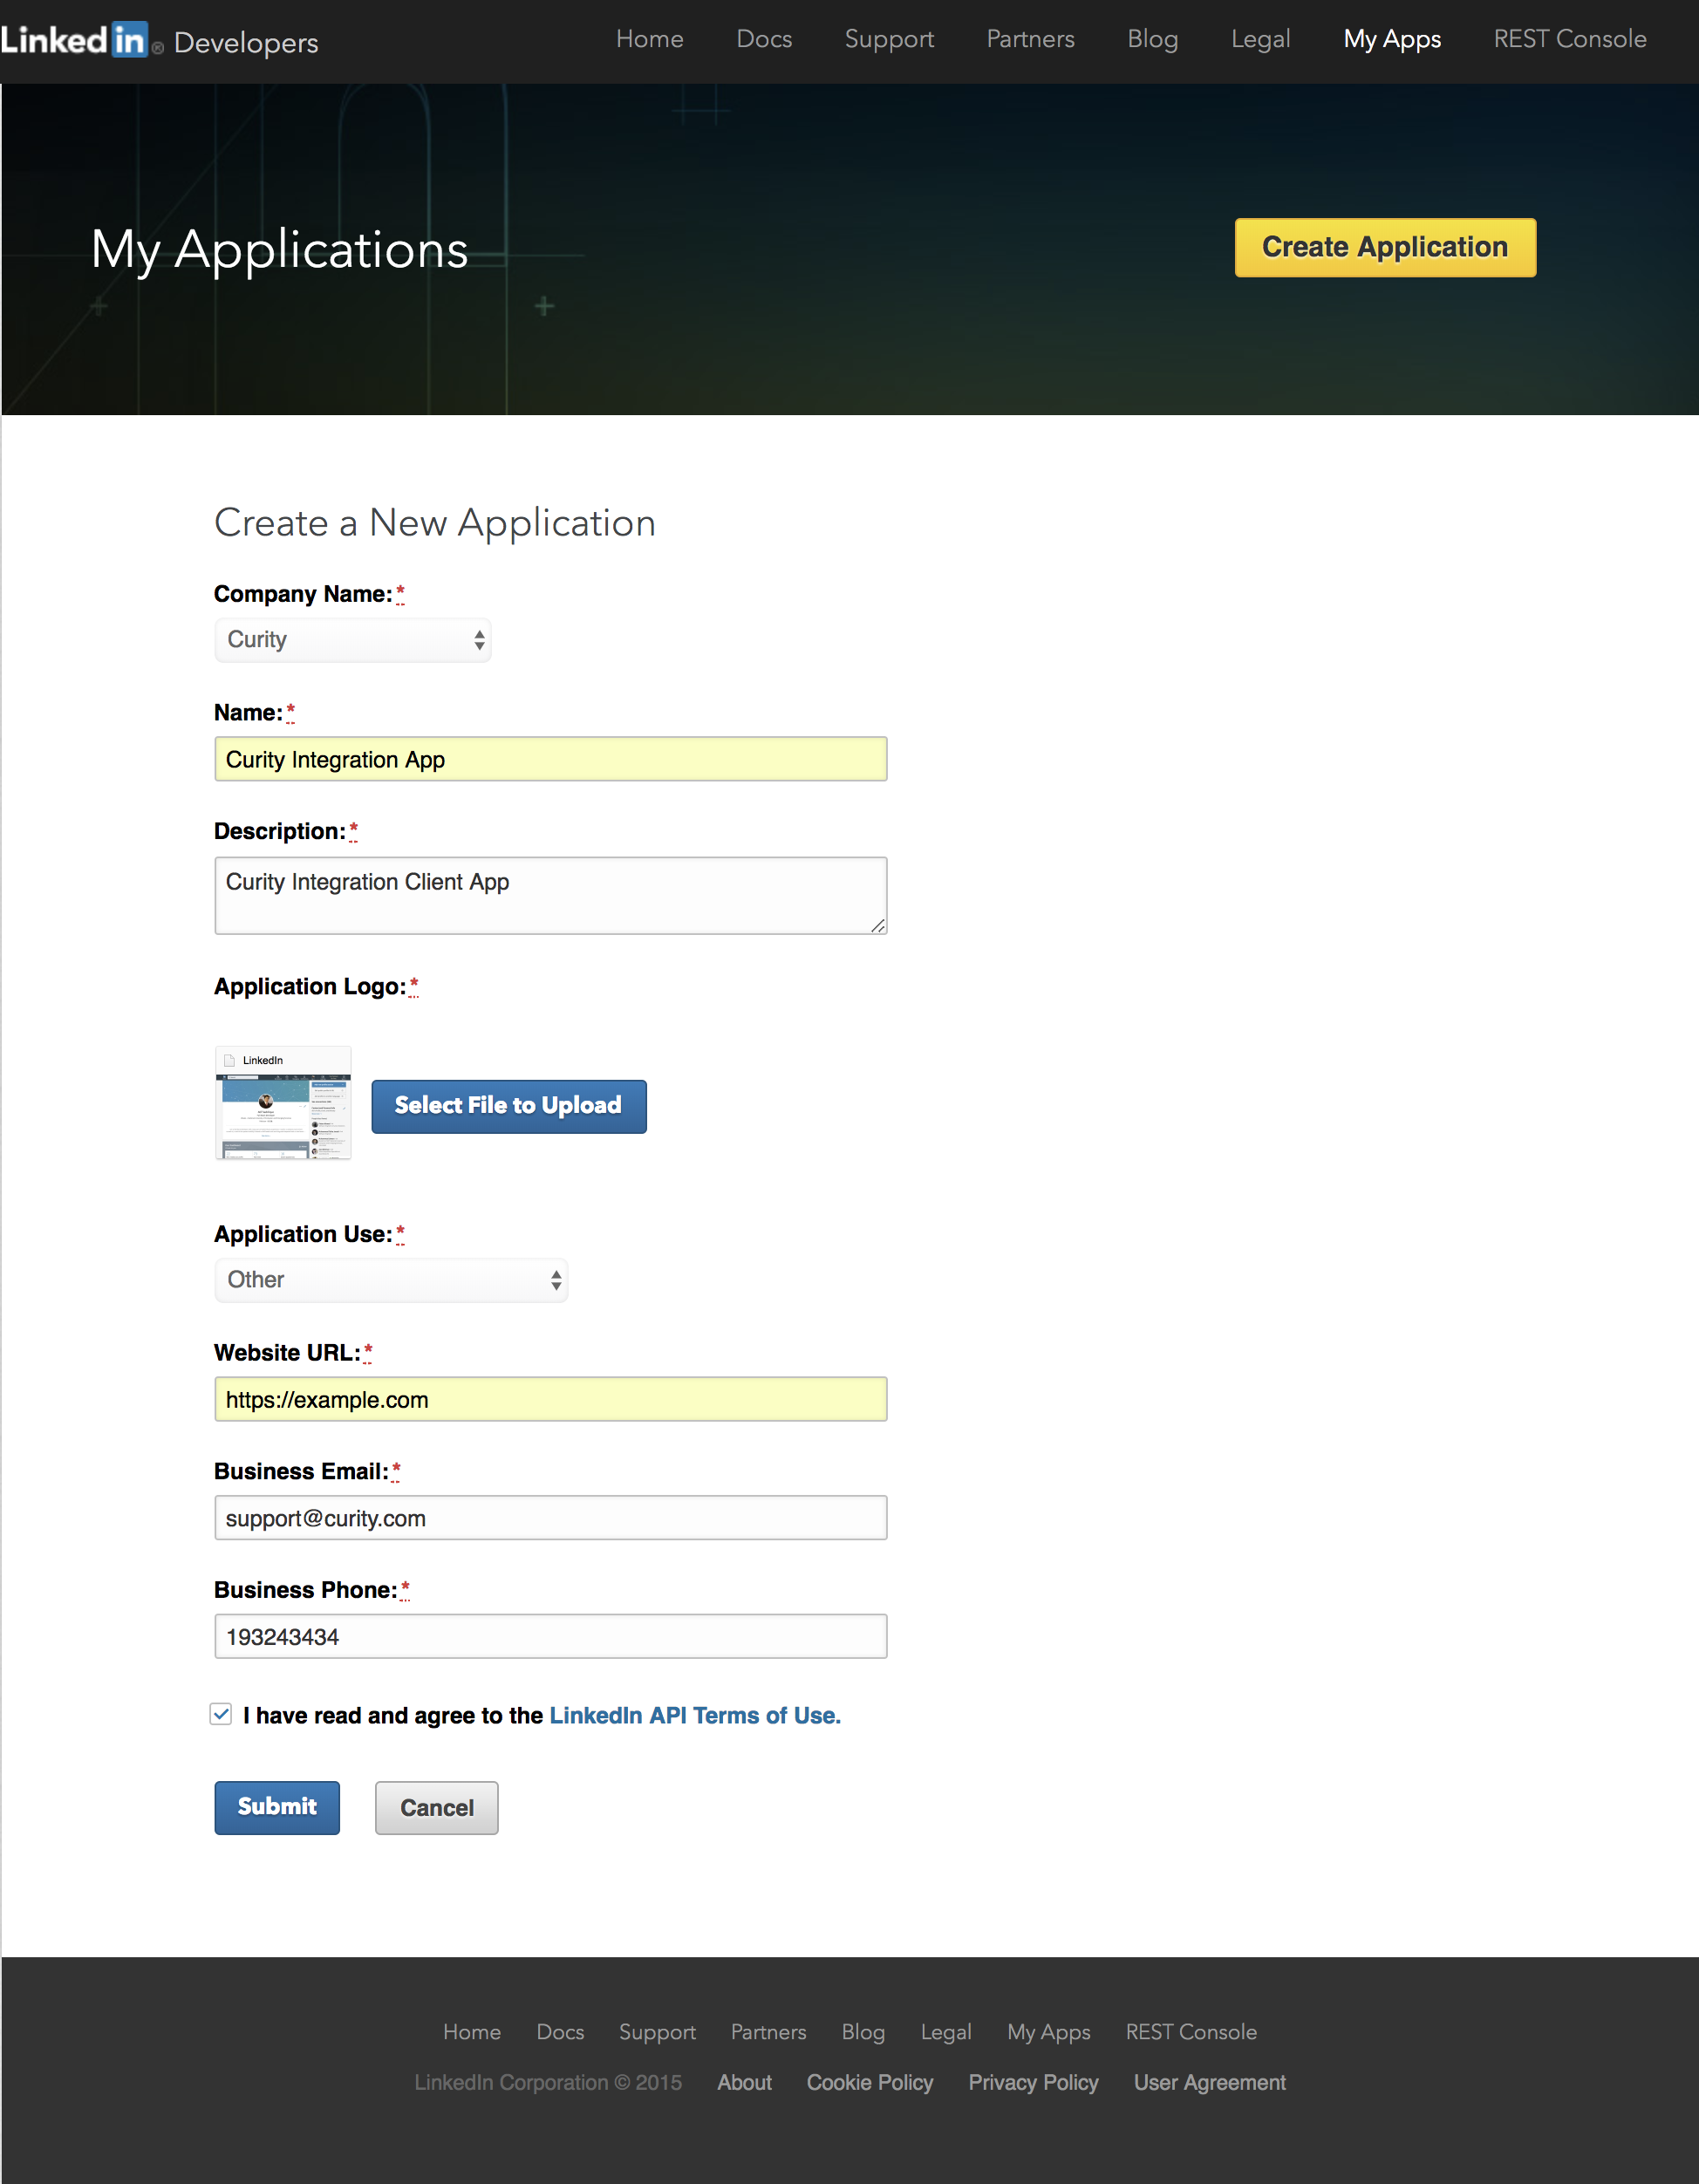 Linked in ® Developers Home Docs Support Partners Blog Legal My Apps REST Console
My Applications
Create Application
Create a New Application
Company Name: *
Curity
Name: *
Curity Integration App
Description: *
Curity Integration Client App
Application Logo: *
LinkedIn
Select File to Upload
Application Use: *
Other
Website URL: *
https://example.com
Business Email: *
support@curity.com
Business Phone: *
193243434
I have read and agree to the LinkedIn API Terms of Use.
Submit Cancel
Home Docs Support Partners Blog Legal My Apps REST Console
LinkedIn Corporation © 2015 About Cookie Policy Privacy Policy User Agreement